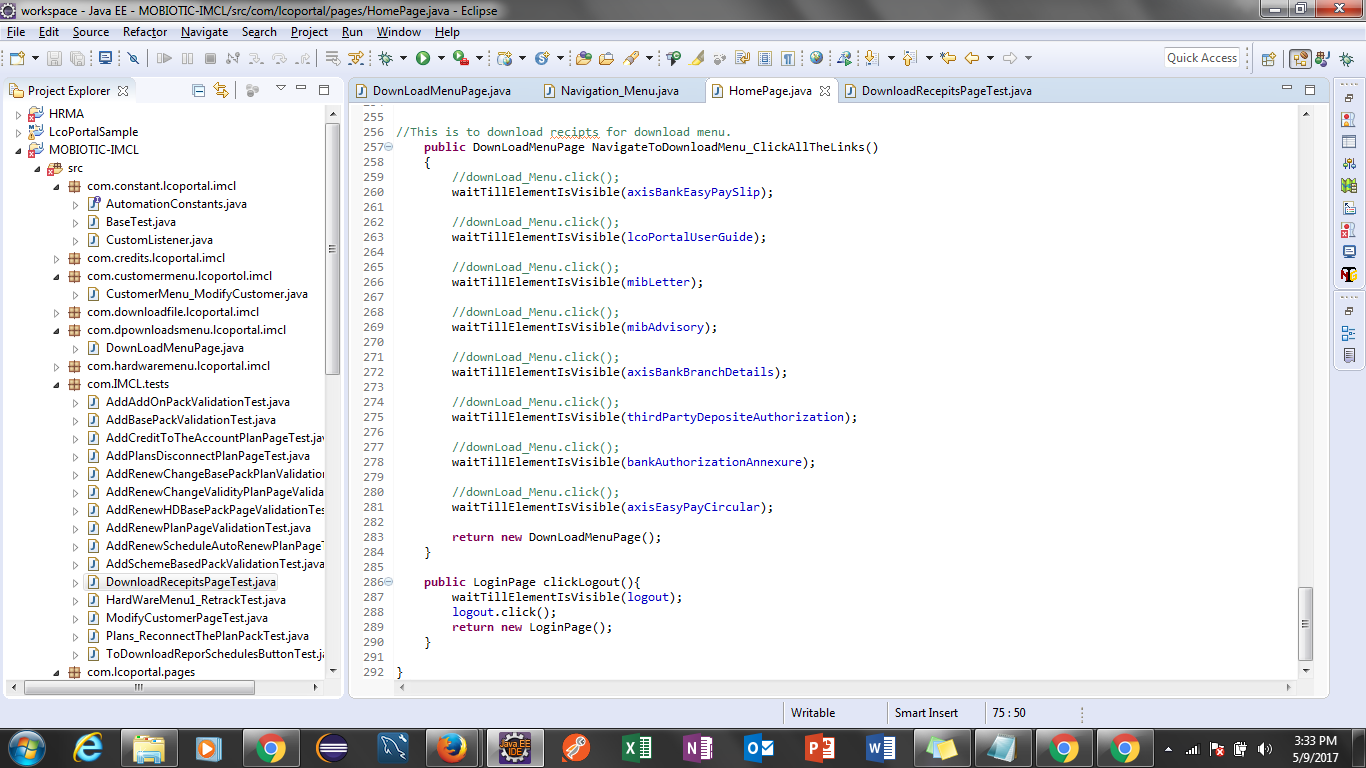 workspace - Java EE - MOBIOTIC-IMCL/src/com/lcoportal/pages/HomePage.java - Eclipse
File Edit Source Refactor Navigate Search Project Run Window Help
Quick Access
Project Explorer
HRMA
LcoPortalSample
MOBIOTIC-IMCL
src
com.constant.lcoportal.imcl
AutomationConstants.java
BaseTest.java
CustomListener.java
com.credits.lcoportal.imcl
com.customermenu.lcoportol.imcl
CustomerMenu_ModifyCustomer.java
com.downloadfile.lcoportal.imcl
com.dpownloadsmenu.lcoportal.imcl
DownLoadMenuPage.java
com.hardwaremenu.lcoportal.imcl
com.IMCL.tests
AddAddOnPackValidationTest.java
AddBasePackValidationTest.java
AddCreditToTheAccountPlanPageTest.jav
AddPlansDisconnectPlanPageTest.java
AddRenewChangeBasePackPlanValidation
AddRenewChangeValidityPlanPageValida
AddRenewHDBasePackPageValidationTes
AddRenewPlanPageValidationTest.java
AddRenewScheduleAutoRenewPlanPageT
AddSchemeBasedPackValidationTest.java
DownloadRecepitsPageTest.java
HardWareMenu1_RetrackTest.java
ModifyCustomerPageTest.java
Plans_ReconnectThePlanPackTest.java
ToDownloadReporSchedulesButtonTest.ja
com.lcoportal.pages
DownLoadMenuPage.java Navigation_Menu.java HomePage.java DownloadRecepitsPageTest.java
255
256 //This is to download recipts for download menu.
257 public DownLoadMenuPage NavigateToDownloadMenu_ClickAllTheLinks()
258 {
259 //downLoad_Menu.click();
260 waitTillElementIsVisible(axisBankEasyPaySlip);
261
262 //downLoad_Menu.click();
263 waitTillElementIsVisible(lcoPortalUserGuide);
264
265 //downLoad_Menu.click();
266 waitTillElementIsVisible(mibLetter);
267
268 //downLoad_Menu.click();
269 waitTillElementIsVisible(mibAdvisory);
270
271 //downLoad_Menu.click();
272 waitTillElementIsVisible(axisBankBranchDetails);
273
274 //downLoad_Menu.click();
275 waitTillElementIsVisible(thirdPartyDepositeAuthorization);
276
277 //downLoad_Menu.click();
278 waitTillElementIsVisible(bankAuthorizationAnnexure);
279
280 //downLoad_Menu.click();
281 waitTillElementIsVisible(axisEasyPayCircular);
282
283 return new DownLoadMenuPage();
284 }
285
286 public LoginPage clickLogout(){
287 waitTillElementIsVisible(logout);
288 logout.click();
289 return new LoginPage();
290 }
291
292 }
Writable Smart Insert 75 : 50
Java EE
IDE
3:33 PM
5/9/2017